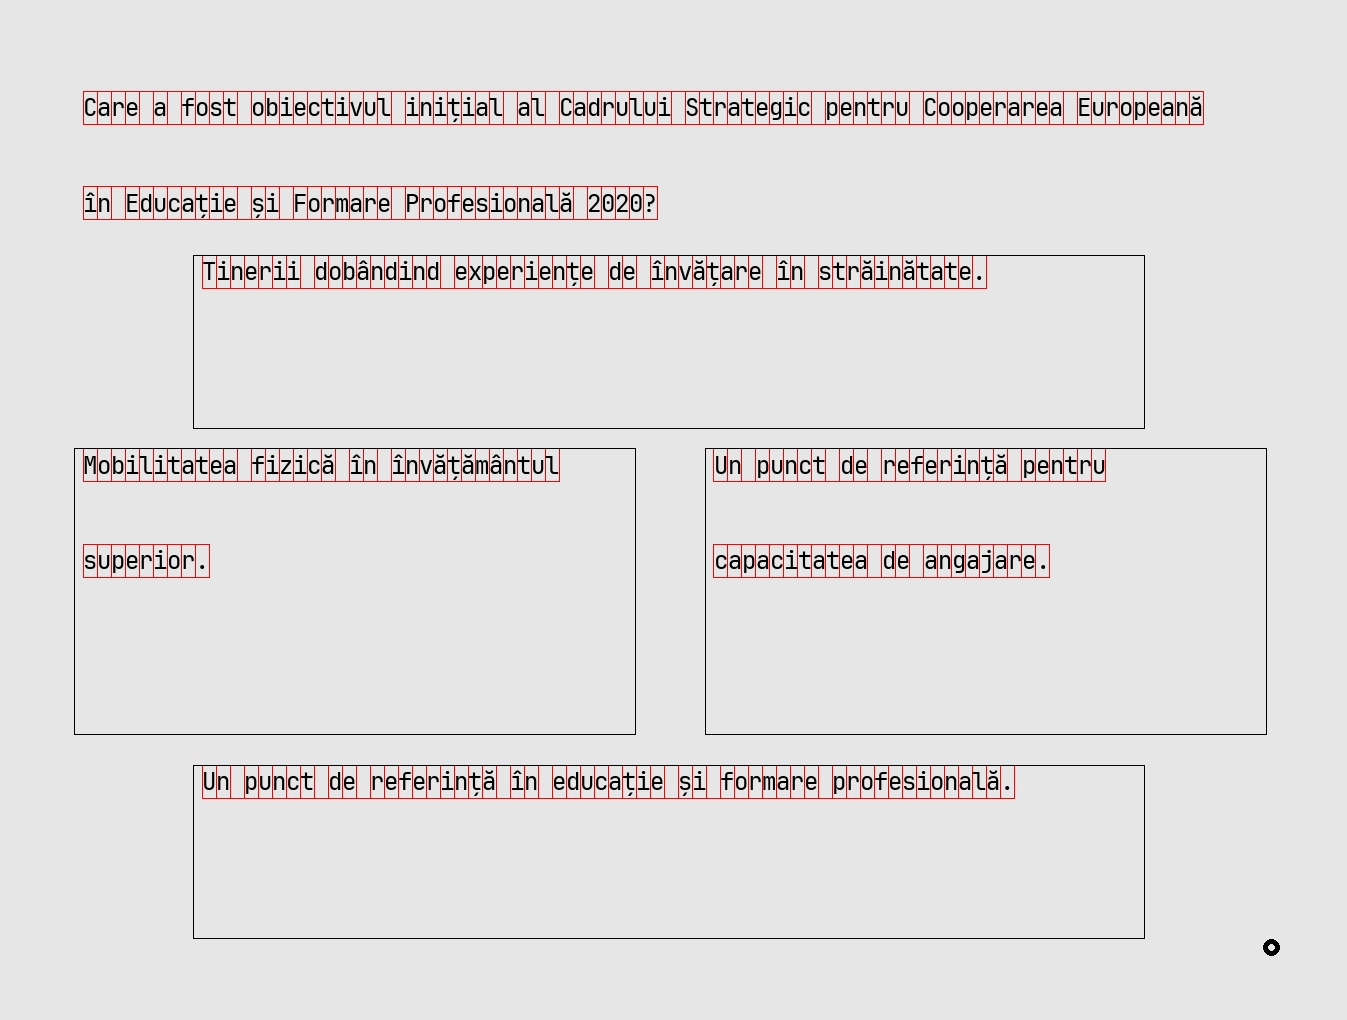 Care a fost obiectivul inițial al Cadrului Strategic pentru Cooperarea Europeană
în Educație și Formare Profesională 2020?
Tinerii dobândind experiențe de învățare în străinătate.
Mobilitatea fizică în învățământul
superior.
Un punct de referință pentru
capacitatea de angajare.
Un punct de referință în educație și formare profesională.